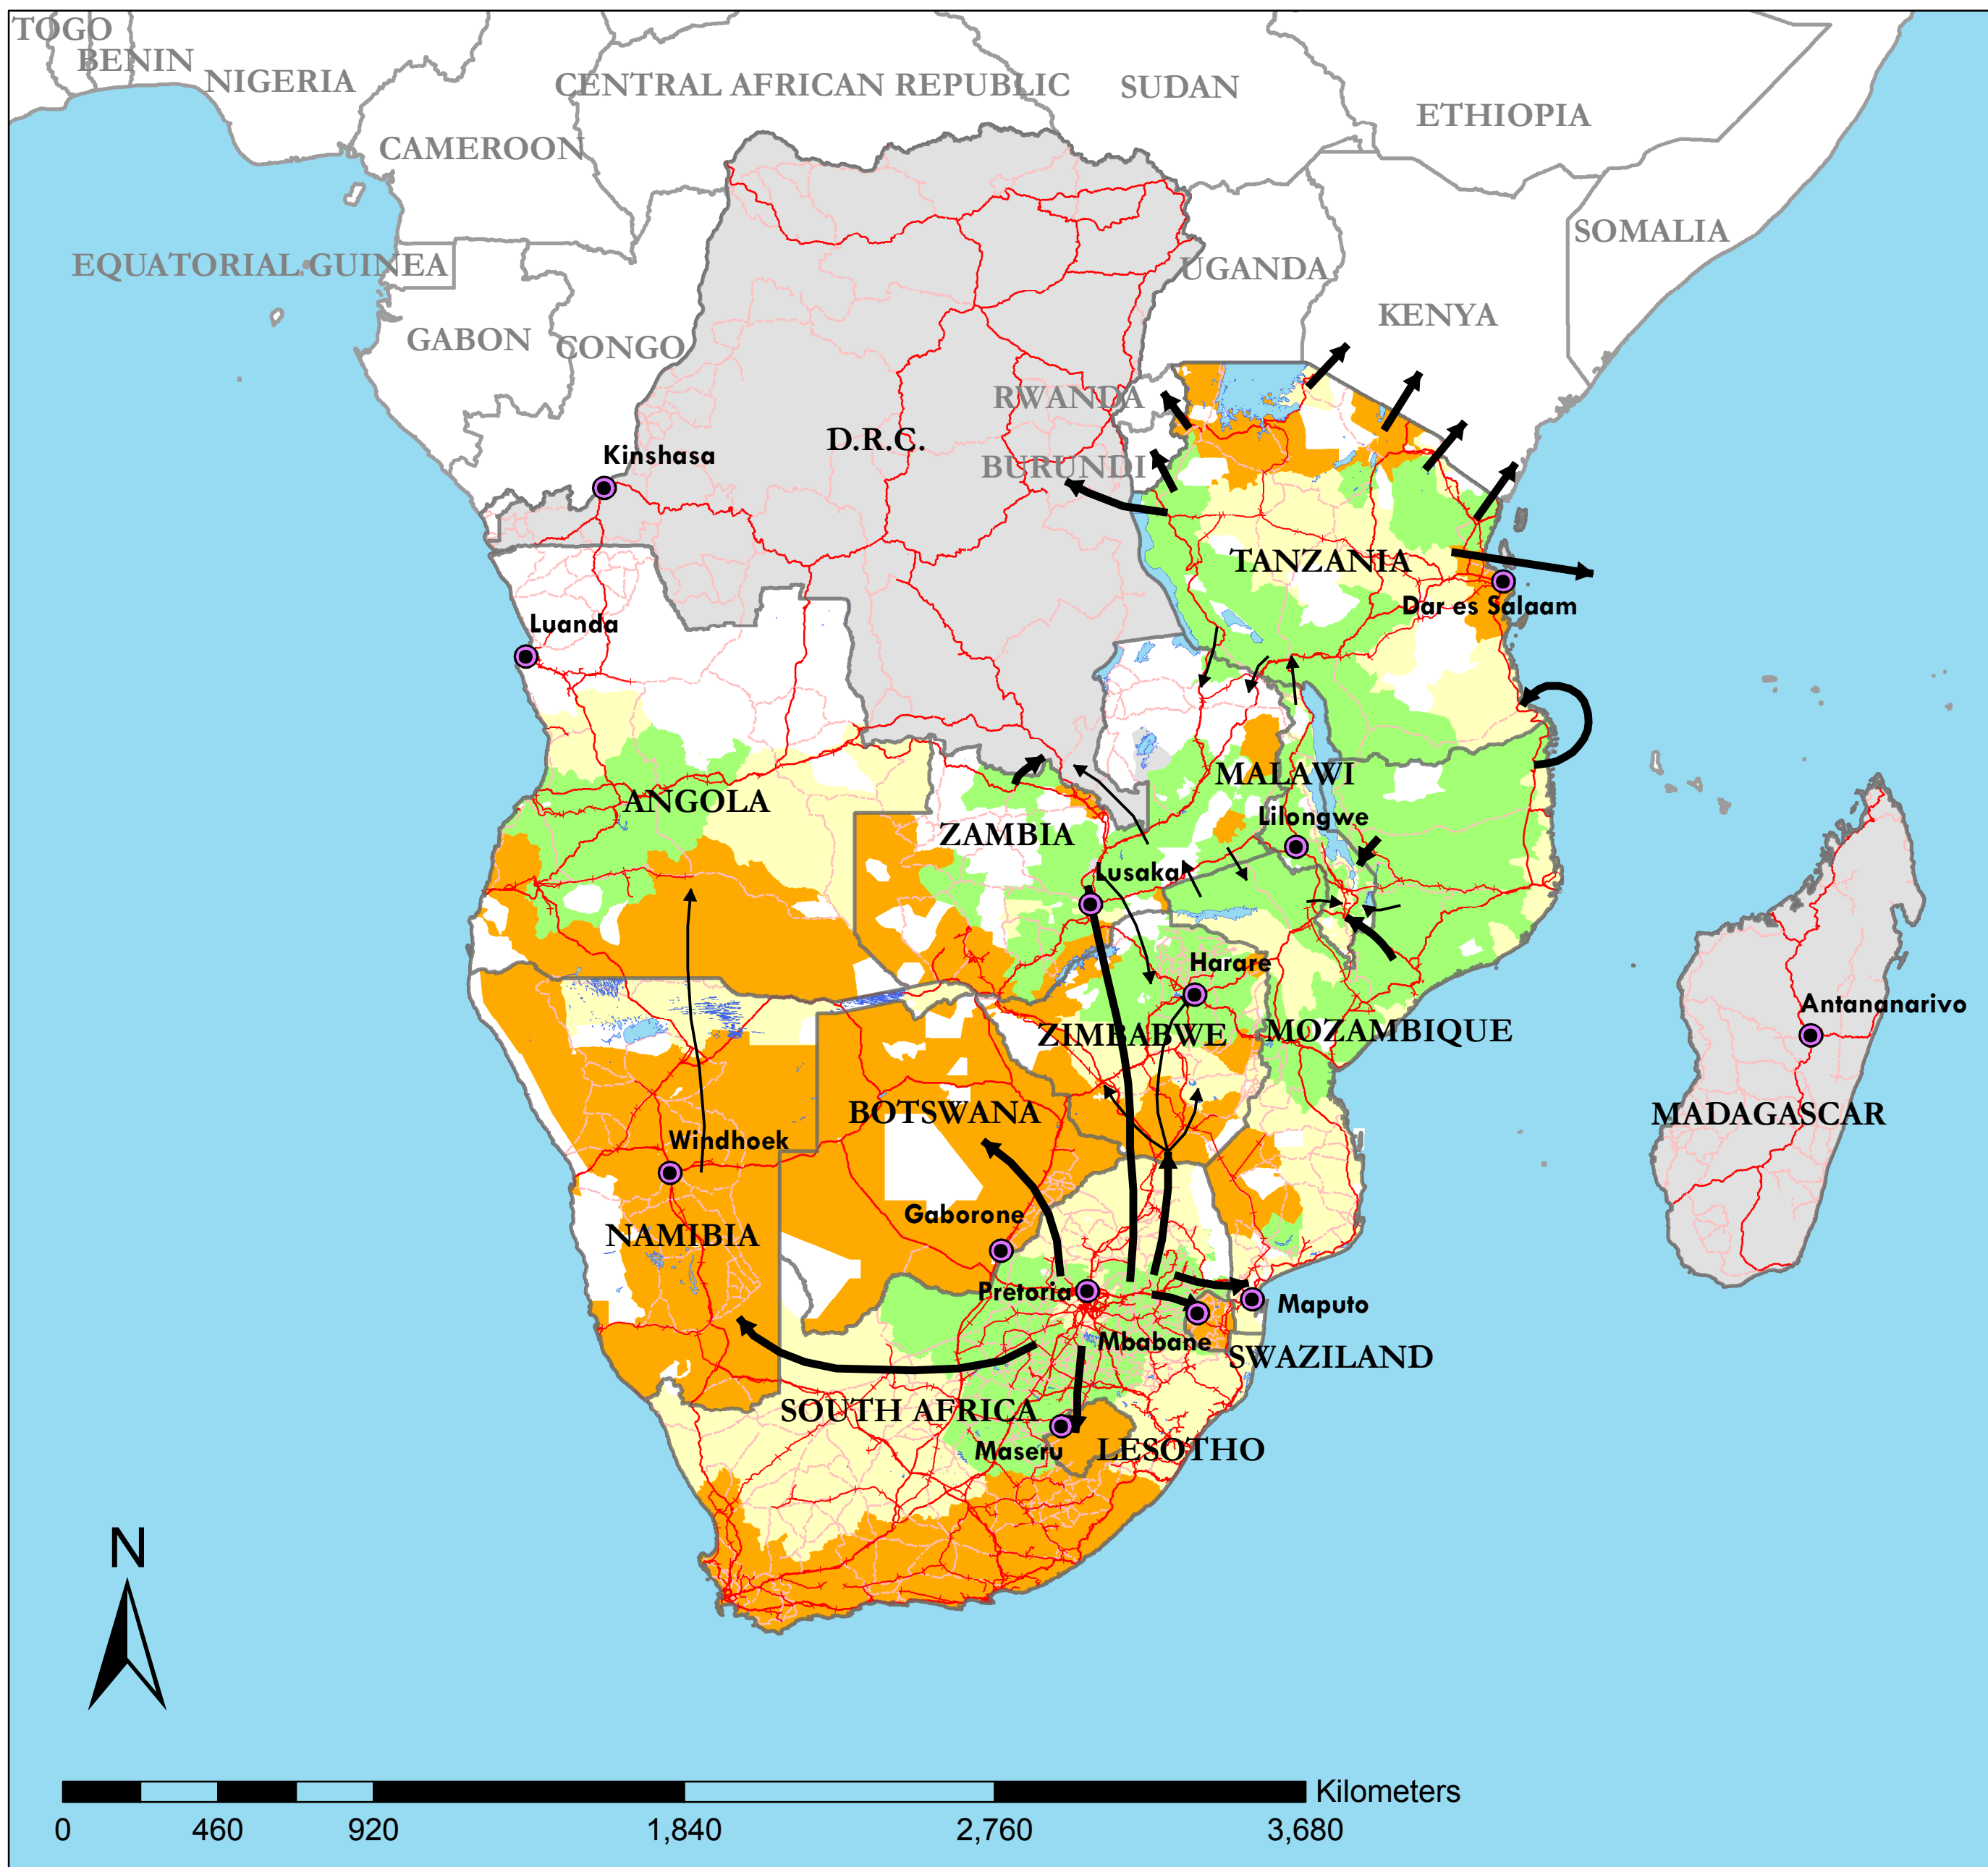 TOGO
BENIN
NIGERIA
CENTRAL AFRICAN REPUBLIC
SUDAN
ETHIOPIA
CAMEROON
SOMALIA
EQUATORIAL GUINEA
UGANDA
KENYA
GABON
CONGO
RWANDA
D.R.C.
Kinshasa
BURUNDI
TANZANIA
Dar es Salaam
Luanda
MALAWI
ANGOLA
Lilongwe
ZAMBIA
Lusaka
Harare
Antananarivo
ZIMBABWE
MOZAMBIQUE
BOTSWANA
MADAGASCAR
Windhoek
Gaborone
NAMIBIA
Pretoria
Maputo
Mbabane
SWAZILAND
SOUTH AFRICA
Maseru
LESOTHO
N
Kilometers
0 460 920 1,840 2,760 3,680